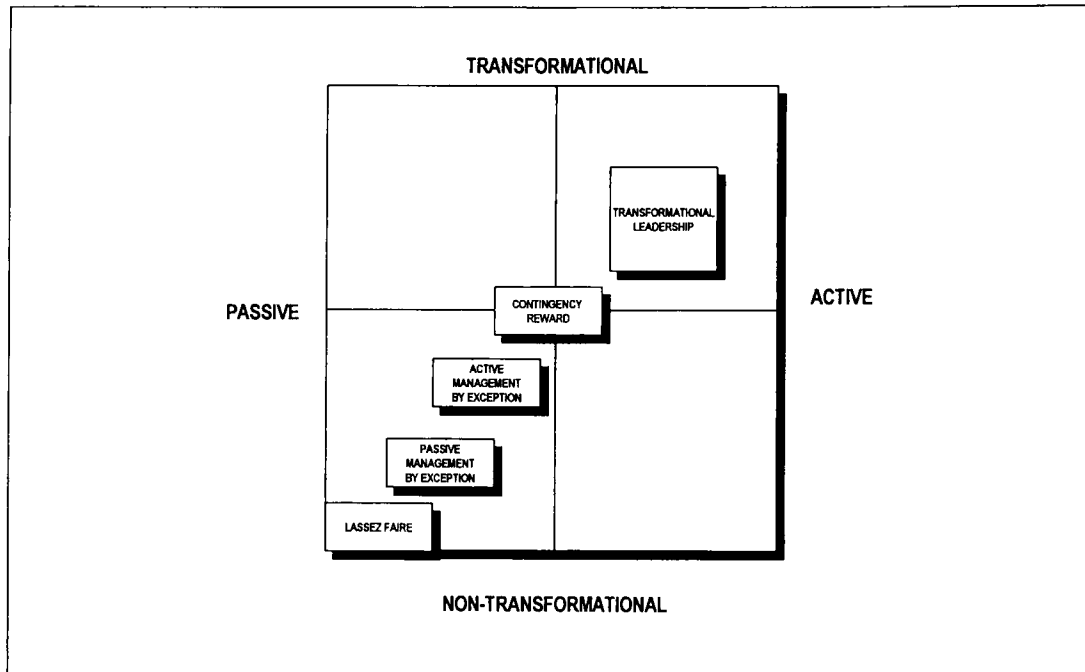 TRANSFORMATIONAL
TRANSFORMATIONAL
LEADERSHIP
PASSIVE
CONTINGENCY
REWARD
ACTIVE
ACTIVE
MANAGEMENT
BY EXCEPTION
PASSIVE
MANAGEMENT
BY EXCEPTION
LASSEZ FAIRE
NON-TRANSFORMATIONAL